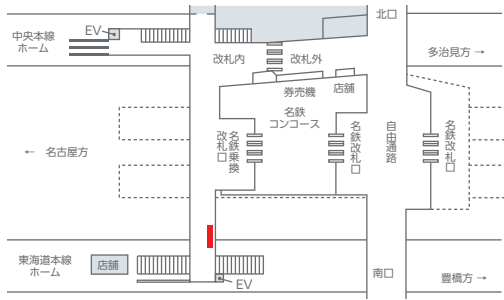 北口
中央本線
ホーム
EV
改札内
改札外
多治見方 →
券売機
店舗
名鉄
コンコース
名鉄乗換
改札口
名鉄改札口
自由通路
名鉄改札口
← 名古屋方
東海道本線
ホーム
店舗
EV
南口
豊橋方 →